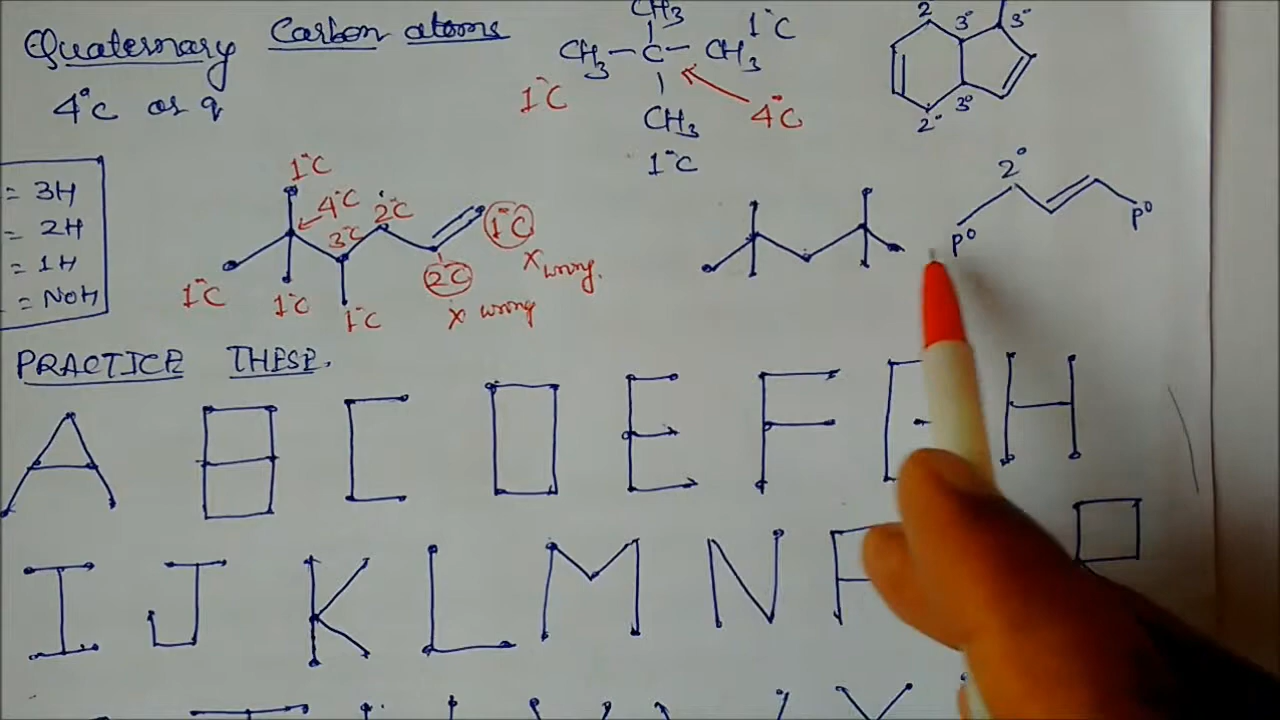 Quaternary Carbon atoms
4°C or q
= 3H
= 2H
= 1H
= NOH
CH3
CH3 – C – CH3 1°C
1°C
CH3 4°C
1°C
2° 3° 3°
3°
2°
1°C
4°C
2°C
3°C
1°C
1°C
1°C
2°C
x wrong
1°C
x wrong.
2°
p° p°
PRACTICE THESE.
A B C D E F G H
I J K L M N P